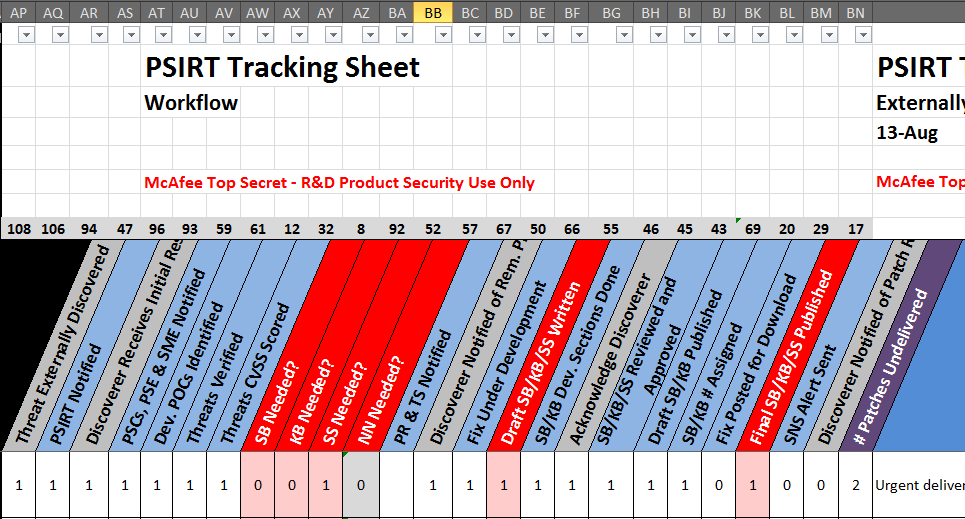 AP AQ AR AS AT AU AV AW AX AY AZ BA BB BC BD BE BF BG BH BI BJ BK BL BM BN
PSIRT Tracking Sheet
PSIRT
Workflow
Externally
13-Aug
McAfee Top Secret - R&D Product Security Use Only
McAfee Top
108 106 94 47 96 93 59 61 12 32 8 92 52 57 67 50 66 55 46 45 43 69 20 29 17
Threat Externally Discovered
PSIRT Notified
Discoverer Receives Initial Res
PSCs, PSE & SME Notified
Dev. POCs Identified
Threats Verified
Threats CvSS Scored
SB Needed?
KB Needed?
SS Needed?
NN Needed?
PR & TS Notified
Discoverer Notified of Rem. P
Fix Under Development
Draft SB/KB/SS Written
SB/KB Dev. Sections Done
Acknowledge Discoverer
SB/KB/SS Reviewed and
Approved
Draft SB/KB Published
SB/KB # Assigned
Fix Posted for Download
Final SB/KB/SS Published
SNS Alert Sent
Discoverer Notified of Patch R
# Patches Undelivered
1 1 1 1 1 1 1 0 0 1 0 1 1 1 1 1 1 1 1 0 1 0 0 2 Urgent deliver